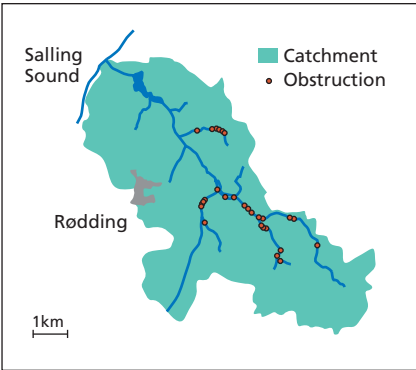 Salling
Sound
Catchment
Obstruction
Rødding
1km